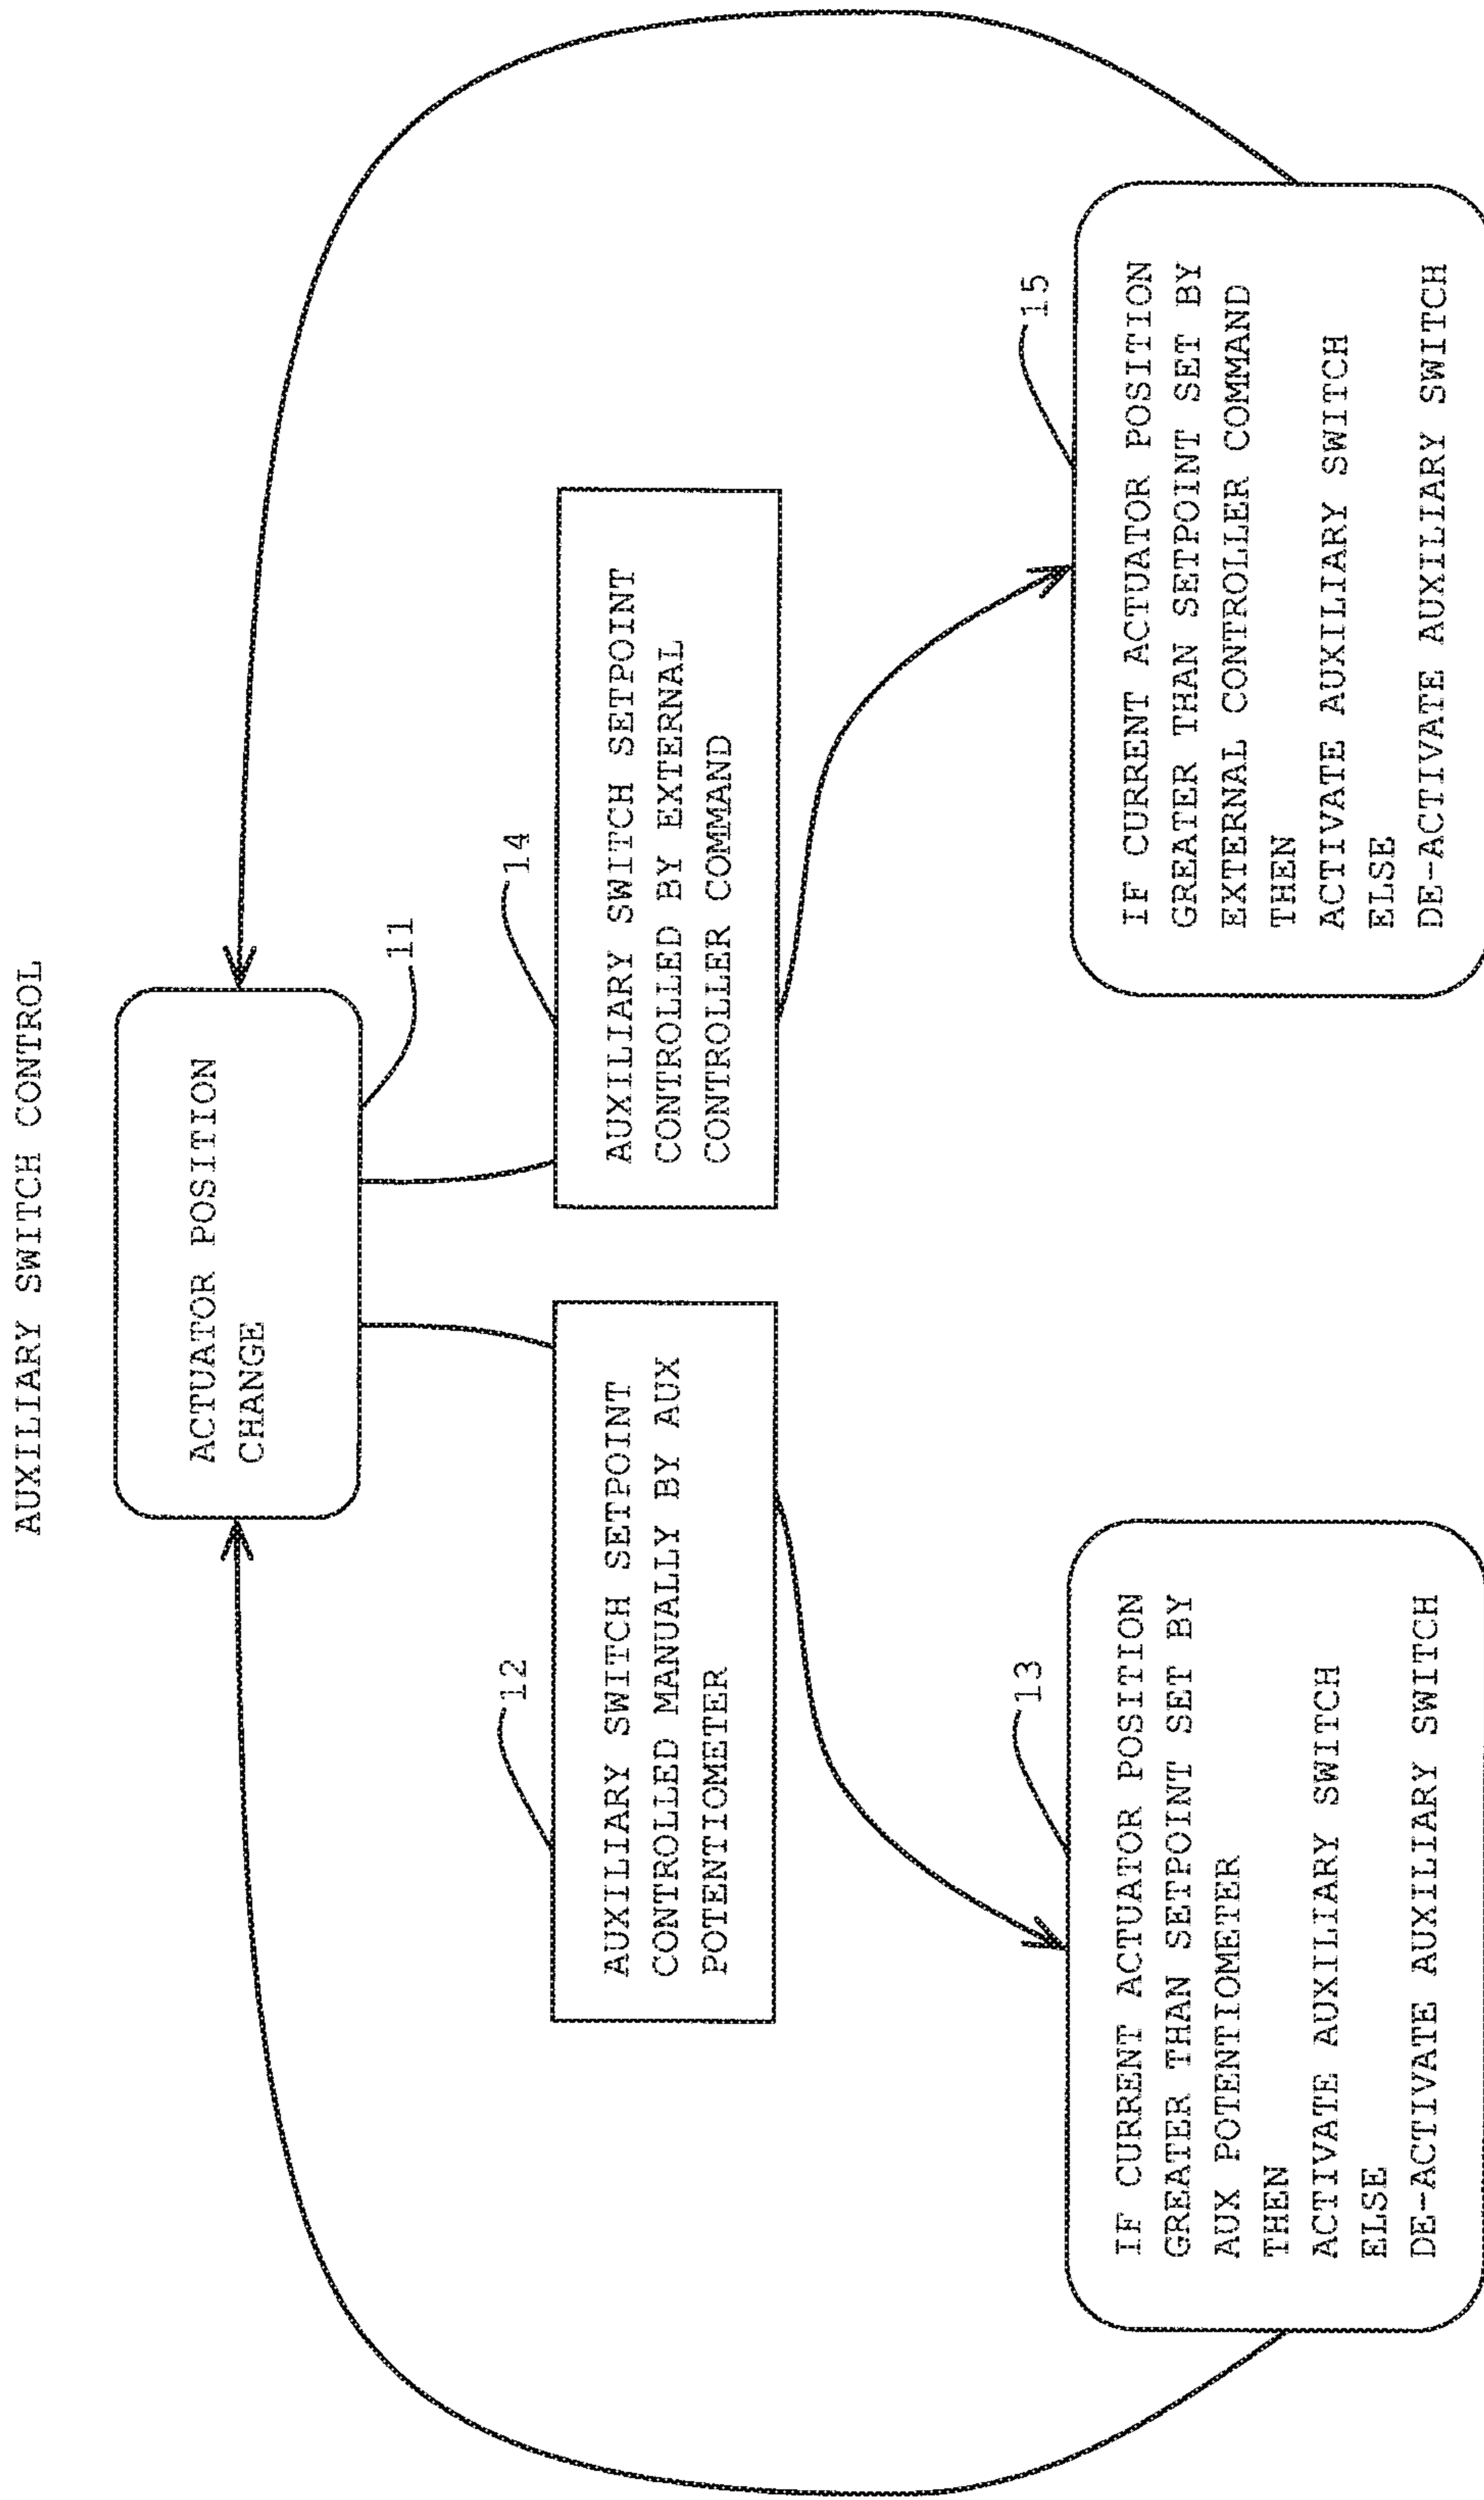 AUXILIARY SWITCH CONTROL
ACTUATOR POSITION
CHANGE
11
12
AUXILIARY SWITCH SETPOINT
CONTROLLED MANUALLY BY AUX
POTENTIOMETER
14
AUXILIARY SWITCH SETPOINT
CONTROLLED BY EXTERNAL
CONTROLLER COMMAND
13
IF CURRENT ACTUATOR POSITION
GREATER THAN SETPOINT SET BY
AUX POTENTIOMETER
THEN
ACTIVATE AUXILIARY SWITCH
ELSE
DE-ACTIVATE AUXILIARY SWITCH
15
IF CURRENT ACTUATOR POSITION
GREATER THAN SETPOINT SET BY
EXTERNAL CONTROLLER COMMAND
THEN
ACTIVATE AUXILIARY SWITCH
ELSE
DE-ACTIVATE AUXILIARY SWITCH